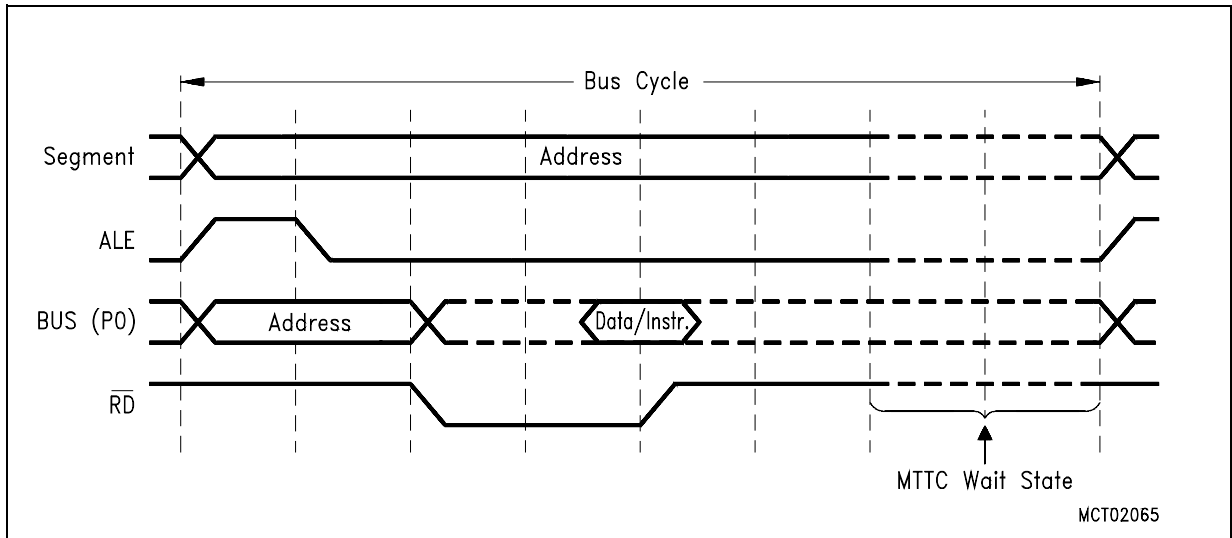 Bus Cycle
Segment
Address
ALE
BUS (P0)
Address
Data/Instr.
RD
MTTC Wait State
MCT02065